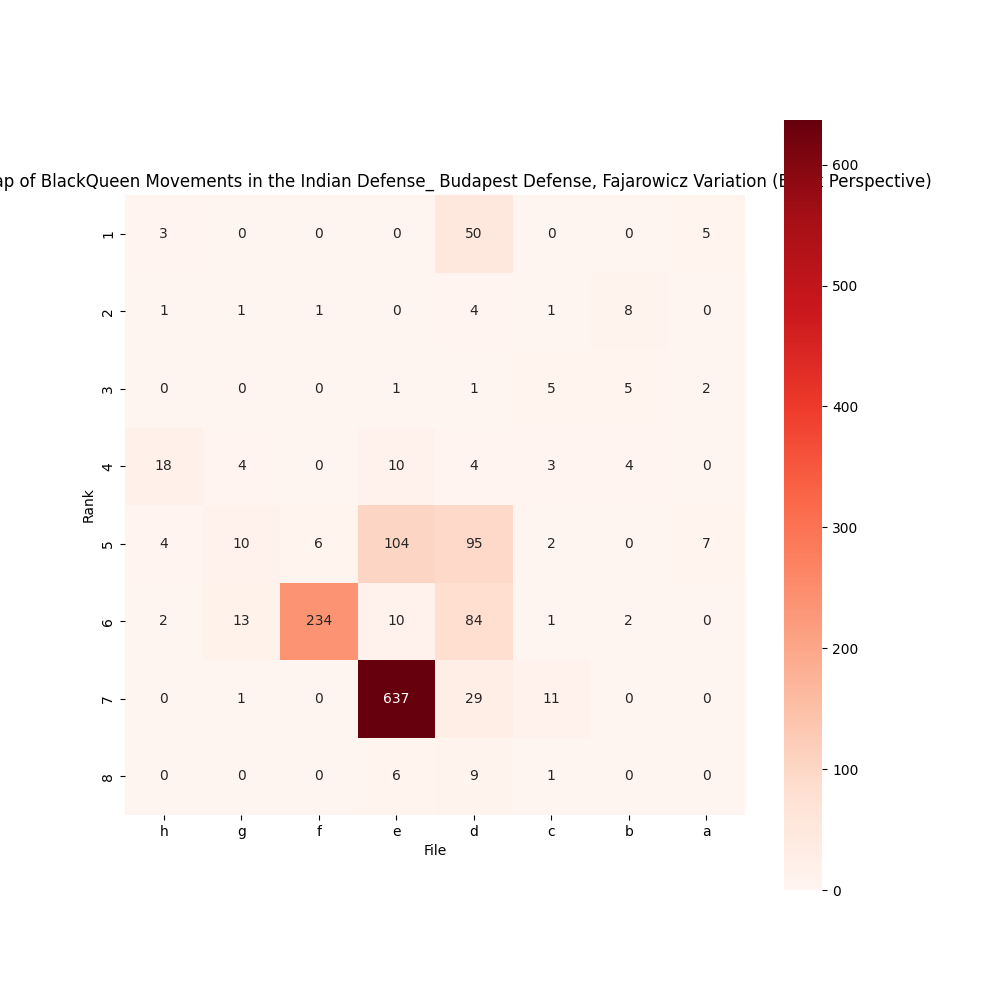 ap of BlackQueen Movements in the Indian Defense_ Budapest Defense, Fajarowicz Variation ( Perspective)
600
1 3 0 0 0 50 0 0 5
500
2 1 1 1 0 4 1 8 0
3 0 0 0 1 1 5 5 2
400
4 18 4 0 10 4 3 4 0
Rank
300
5 4 10 6 104 95 2 0 7
6 2 13 234 10 84 1 2 0
200
7 0 1 0 637 29 11 0 0
100
8 0 0 0 6 9 1 0 0
h g f e d c b a
File
0